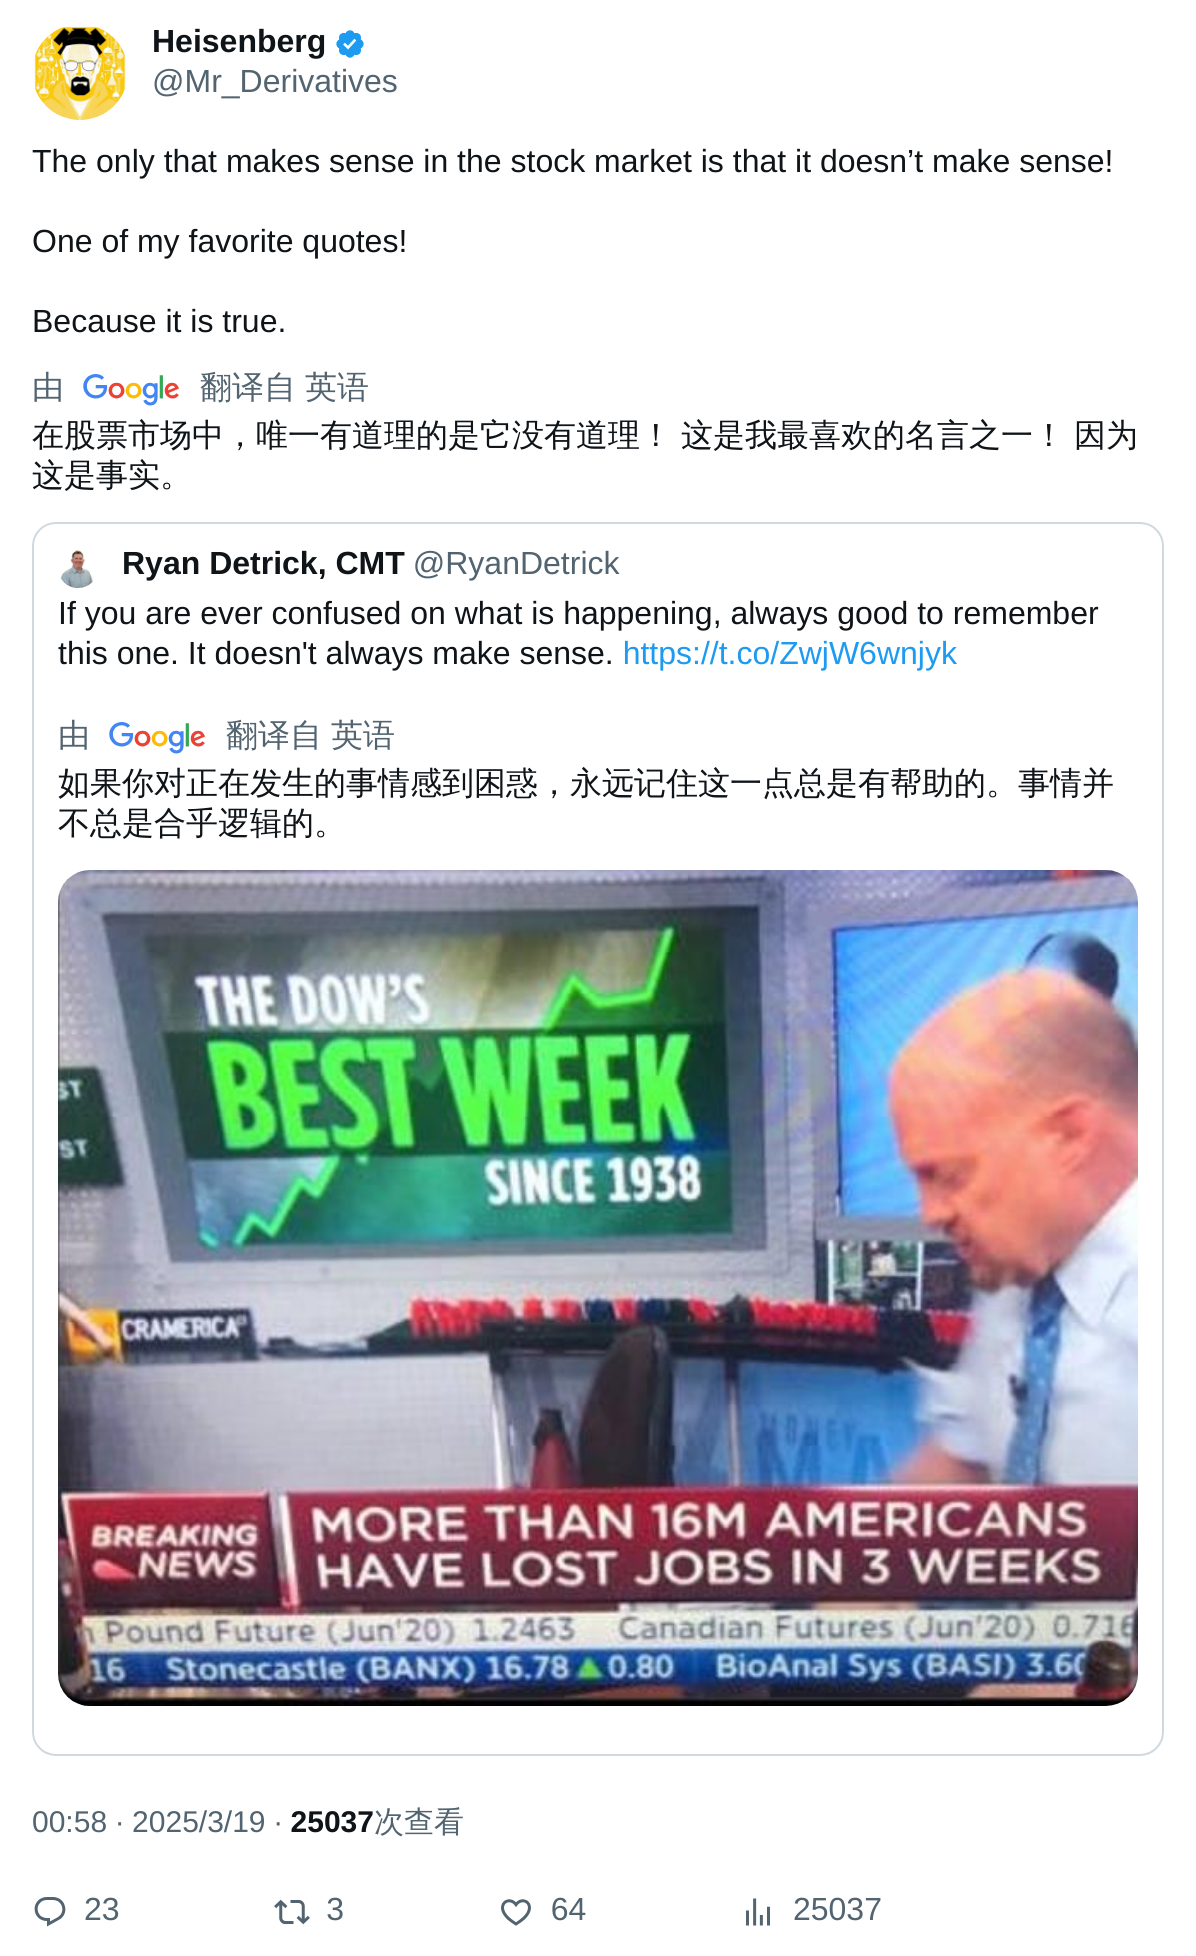 Heisenberg
@Mr_Derivatives
The only that makes sense in the stock market is that it doesn’t make sense!
One of my favorite quotes!
Because it is true.
由 Google 翻译自 英语
在股票市场中，唯一有道理的是它没有道理！ 这是我最喜欢的名言之一！ 因为
这是事实。
Ryan Detrick, CMT @RyanDetrick
If you are ever confused on what is happening, always good to remember
this one. It doesn't always make sense. https://t.co/ZwjW6wnjyk
由 Google 翻译自 英语
如果你对正在发生的事情感到困惑，永远记住这一点总是有帮助的。事情并
不总是合乎逻辑的。
THE DOW'S
BEST WEEK
SINCE 1938
ST
ST
CRAMERICA
MONEY
MA
BREAKING
NEWS
MORE THAN 16M AMERICANS
HAVE LOST JOBS IN 3 WEEKS
Pound Future (Jun'20) 1.2463 Canadian Futures (Jun'20) 0.716
16 Stonecastle (BANX) 16.78 ▲ 0.80 BioAnal Sys (BASI) 3.60
00:58 · 2025/3/19 · 25037次查看
23 3 64 25037